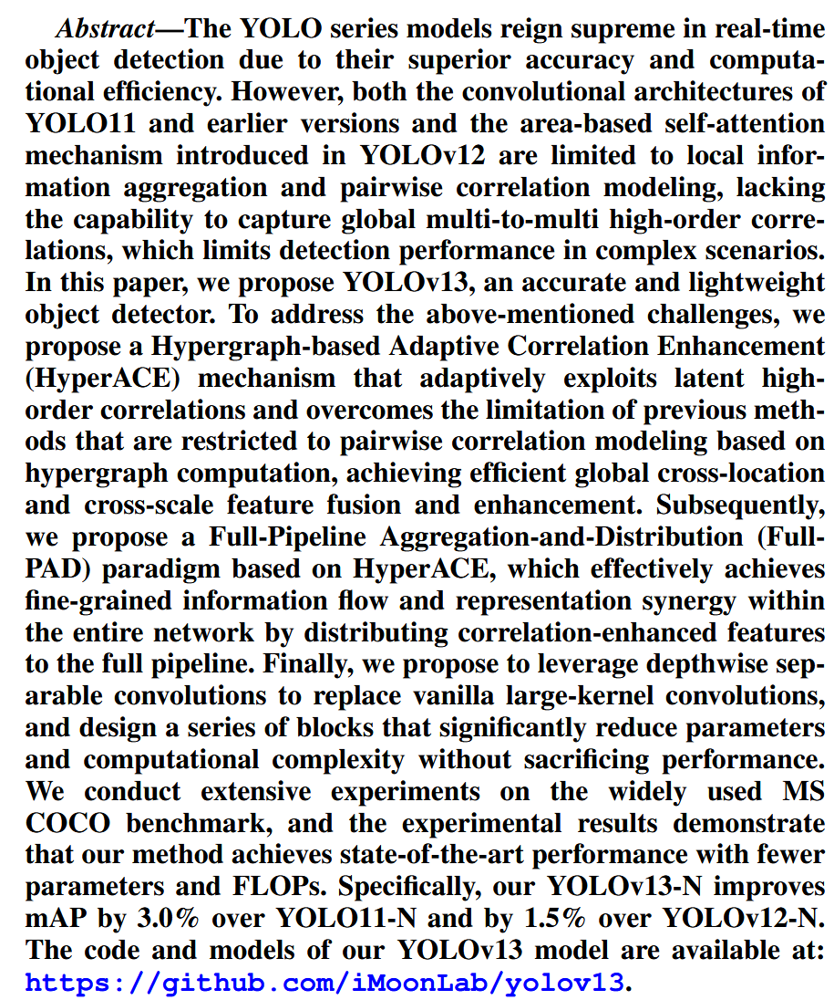 Abstract—The YOLO series models reign supreme in real-time
object detection due to their superior accuracy and computa-
tional efficiency. However, both the convolutional architectures of
YOLO11 and earlier versions and the area-based self-attention
mechanism introduced in YOLOv12 are limited to local infor-
mation aggregation and pairwise correlation modeling, lacking
the capability to capture global multi-to-multi high-order corre-
lations, which limits detection performance in complex scenarios.
In this paper, we propose YOLOv13, an accurate and lightweight
object detector. To address the above-mentioned challenges, we
propose a Hypergraph-based Adaptive Correlation Enhancement
(HyperACE) mechanism that adaptively exploits latent high-
order correlations and overcomes the limitation of previous meth-
ods that are restricted to pairwise correlation modeling based on
hypergraph computation, achieving efficient global cross-location
and cross-scale feature fusion and enhancement. Subsequently,
we propose a Full-Pipeline Aggregation-and-Distribution (Full-
PAD) paradigm based on HyperACE, which effectively achieves
fine-grained information flow and representation synergy within
the entire network by distributing correlation-enhanced features
to the full pipeline. Finally, we propose to leverage depthwise sep-
arable convolutions to replace vanilla large-kernel convolutions,
and design a series of blocks that significantly reduce parameters
and computational complexity without sacrificing performance.
We conduct extensive experiments on the widely used MS
COCO benchmark, and the experimental results demonstrate
that our method achieves state-of-the-art performance with fewer
parameters and FLOPs. Specifically, our YOLOv13-N improves
mAP by 3.0% over YOLO11-N and by 1.5% over YOLOv12-N.
The code and models of our YOLOv13 model are available at:
https://github.com/iMoonLab/yolov13.